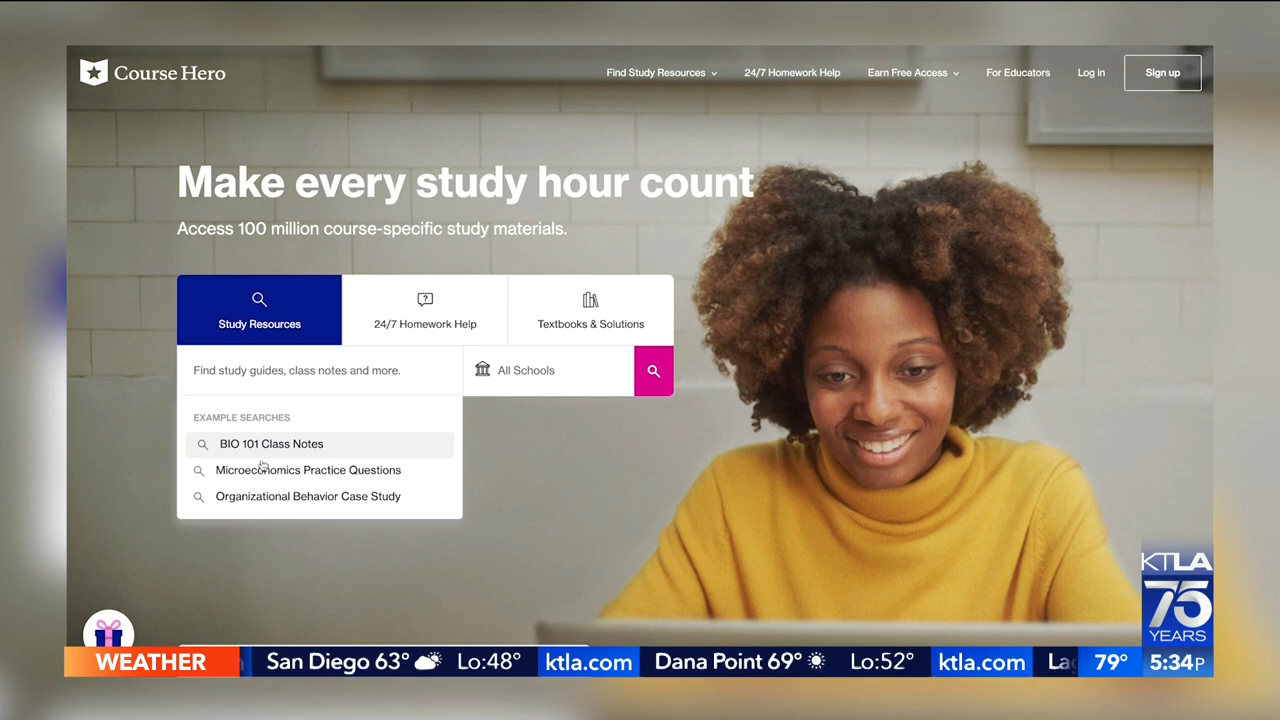 Course Hero
Find Study Resources
24/7 Homework Help
Earn Free Access
For Educators
Log in
Sign up
Make every study hour count
Access 100 million course-specific study materials.
Study Resources
24/7 Homework Help
Textbooks & Solutions
Find study guides, class notes and more.
All Schools
EXAMPLE SEARCHES
BIO 101 Class Notes
Microeconomics Practice Questions
Organizational Behavior Case Study
KTLA
75
YEARS
WEATHER
San Diego 63° Lo:48° ktla.com Dana Point 69° Lo:52° ktla.com
79° 5:34P